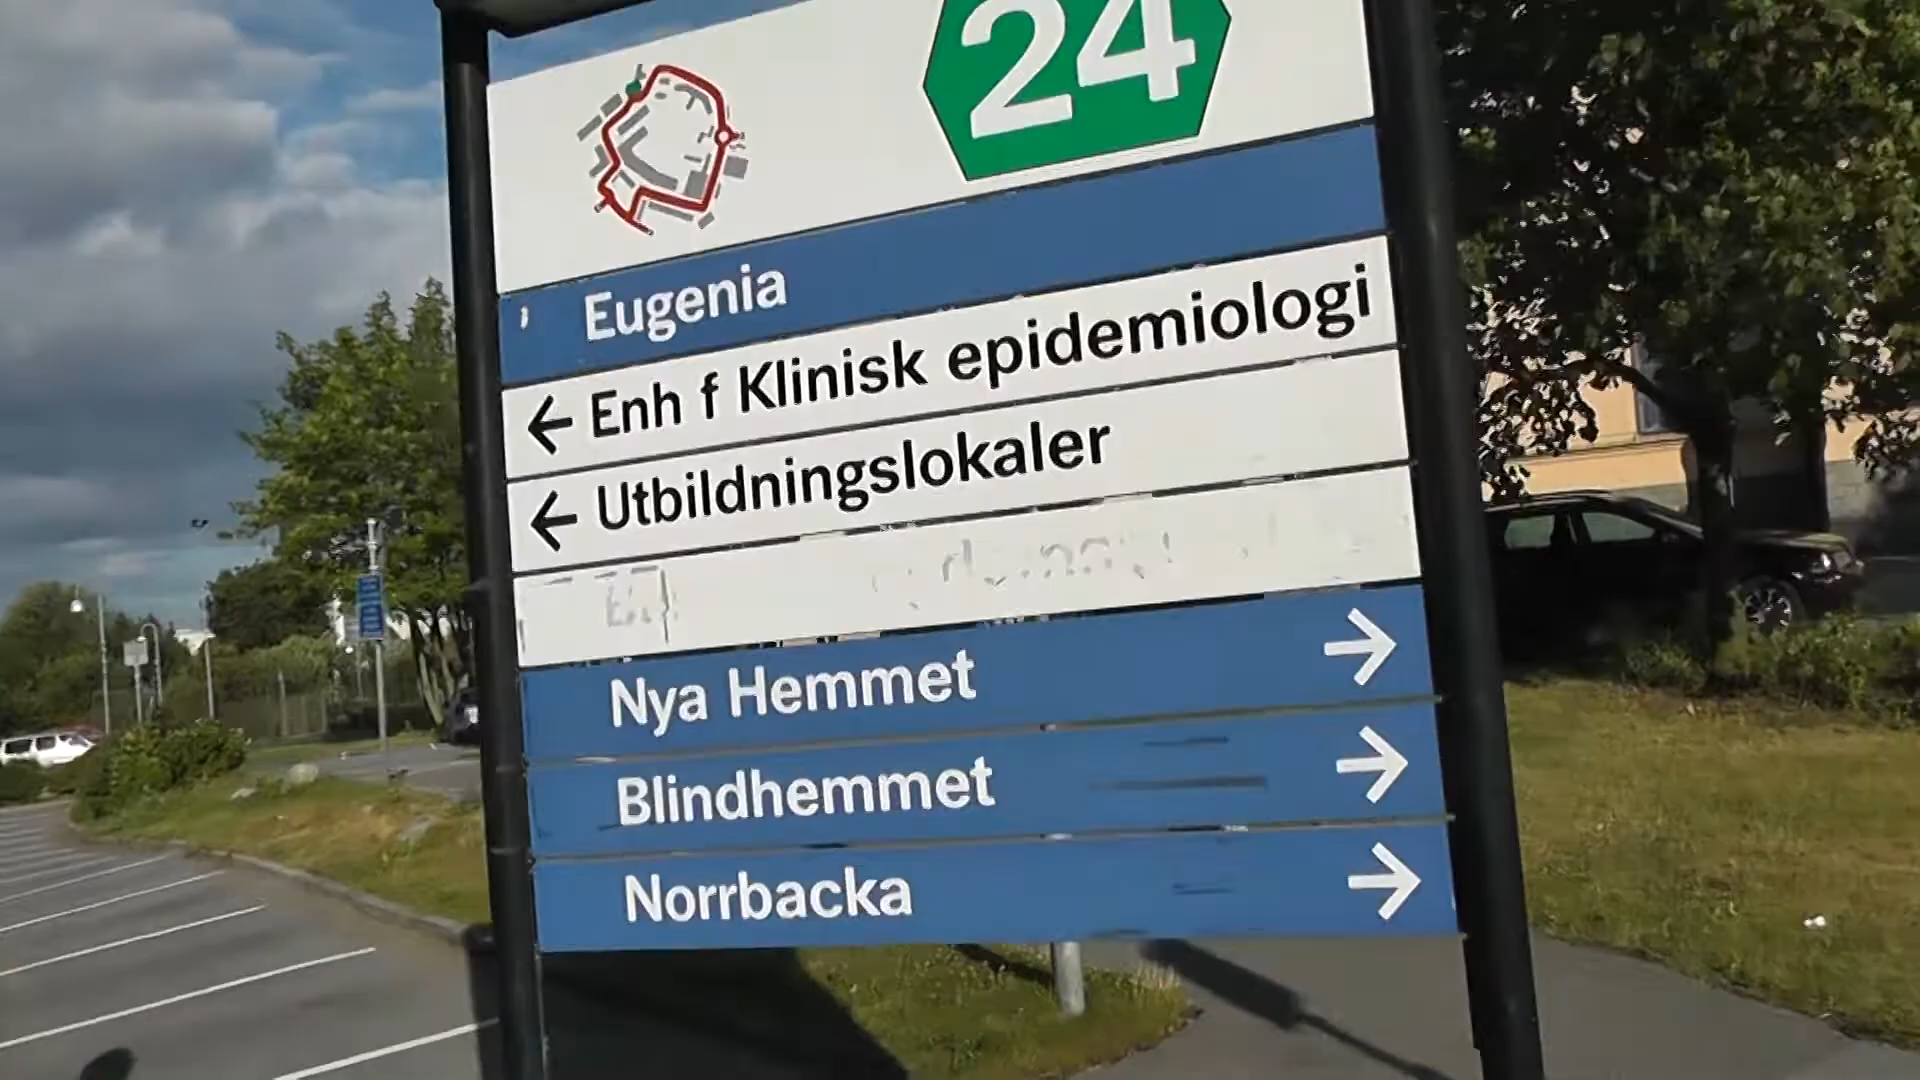 24
Eugenia
← Enh f Klinisk epidemiologi
← Utbildningslokaler
Nya Hemmet →
Blindhemmet →
Norrbacka →